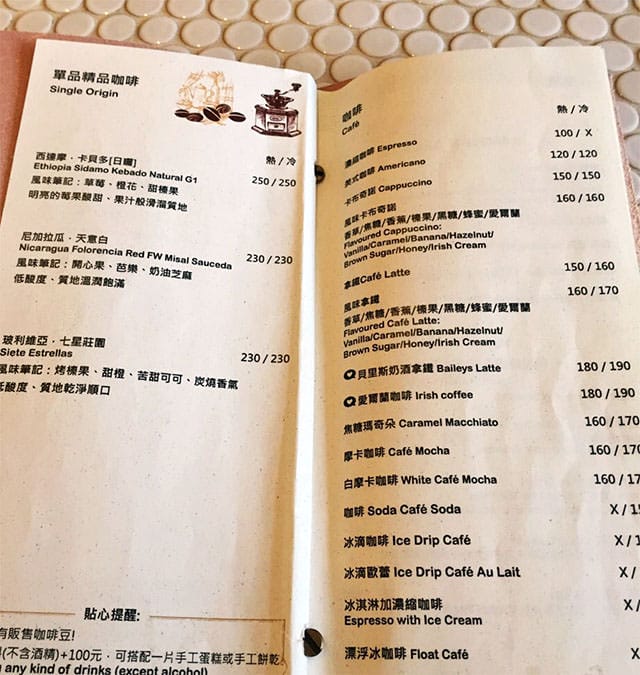 單品精品咖啡
Single Origin
熱 / 冷
西達摩．卡貝多[日曬]
Ethiopia Sidamo Kebado Natural G1 250 / 250
風味筆記：草莓、橙花、甜榛果
明亮的莓果酸甜、果汁般滑溜質地
尼加拉瓜．天意白
Nicaragua Folorencia Red FW Misal Sauceda 230 / 230
風味筆記：開心果、芭樂、奶油芝麻
低酸度、質地溫潤飽滿
玻利維亞．七星莊園
Siete Estrellas 230 / 230
風味筆記：烤榛果、甜橙、苦甜可可、炭燒香氣
低酸度、質地乾淨順口
貼心提醒:
有販售咖啡豆!
(不含酒精)+100元，可搭配一片手工蛋糕或手工餅乾
any kind of drinks (except alcohol)
咖啡
Café
熱 / 冷
濃縮咖啡 Espresso 100 / X
美式咖啡 Americano 120 / 120
卡布奇諾 Cappuccino 150 / 150
風味卡布奇諾 160 / 160
香草/焦糖/香蕉/榛果/黑糖/蜂蜜/愛爾蘭
Flavoured Cappuccino:
Vanilla/Caramel/Banana/Hazelnut/
Brown Sugar/Honey/Irish Cream
拿鐵Café Latte 150 / 160
風味拿鐵 160 / 170
香草/焦糖/香蕉/榛果/黑糖/蜂蜜/愛爾蘭
Flavoured Café Latte:
Vanilla/Caramel/Banana/Hazelnut/
Brown Sugar/Honey/Irish Cream
貝里斯奶酒拿鐵 Baileys Latte 180 / 190
愛爾蘭咖啡 Irish coffee 180 / 190
焦糖瑪奇朵 Caramel Macchiato 160 / 170
摩卡咖啡 Café Mocha 160 / 170
白摩卡咖啡 White Café Mocha 160 / 17
咖啡 Soda Café Soda X / 1
冰滴咖啡 Ice Drip Café X / 1
冰滴歐蕾 Ice Drip Café Au Lait X /
冰淇淋加濃縮咖啡 X /
Espresso with Ice Cream
漂浮冰咖啡 Float Café X